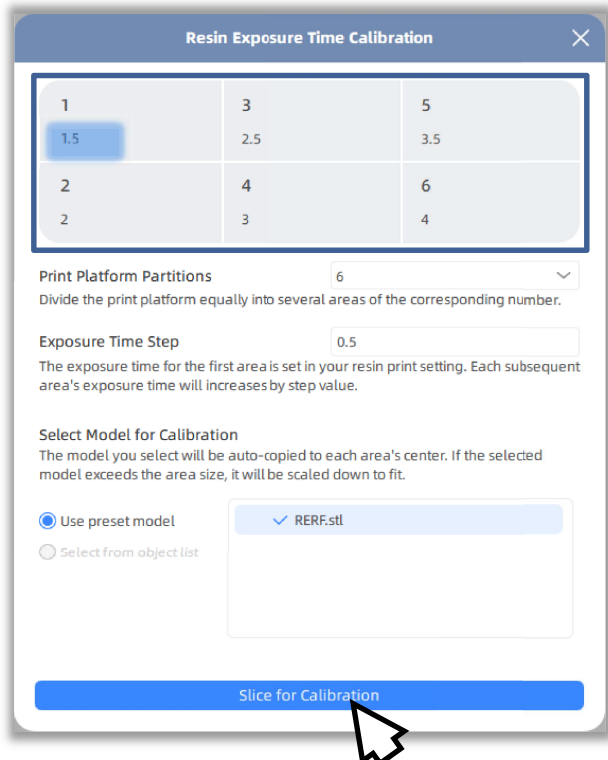 Resin Exposure Time Calibration
1 3 5
1.5 2.5 3.5
2 4 6
2 3 4
Print Platform Partitions 6
Divide the print platform equally into several areas of the corresponding number.
Exposure Time Step 0.5
The exposure time for the first area is set in your resin print setting. Each subsequent
area's exposure time will increases by step value.
Select Model for Calibration
The model you select will be auto-copied to each area's center. If the selected
model exceeds the area size, it will be scaled down to fit.
Use preset model RERF.stl
Select from object list
Slice for Calibration